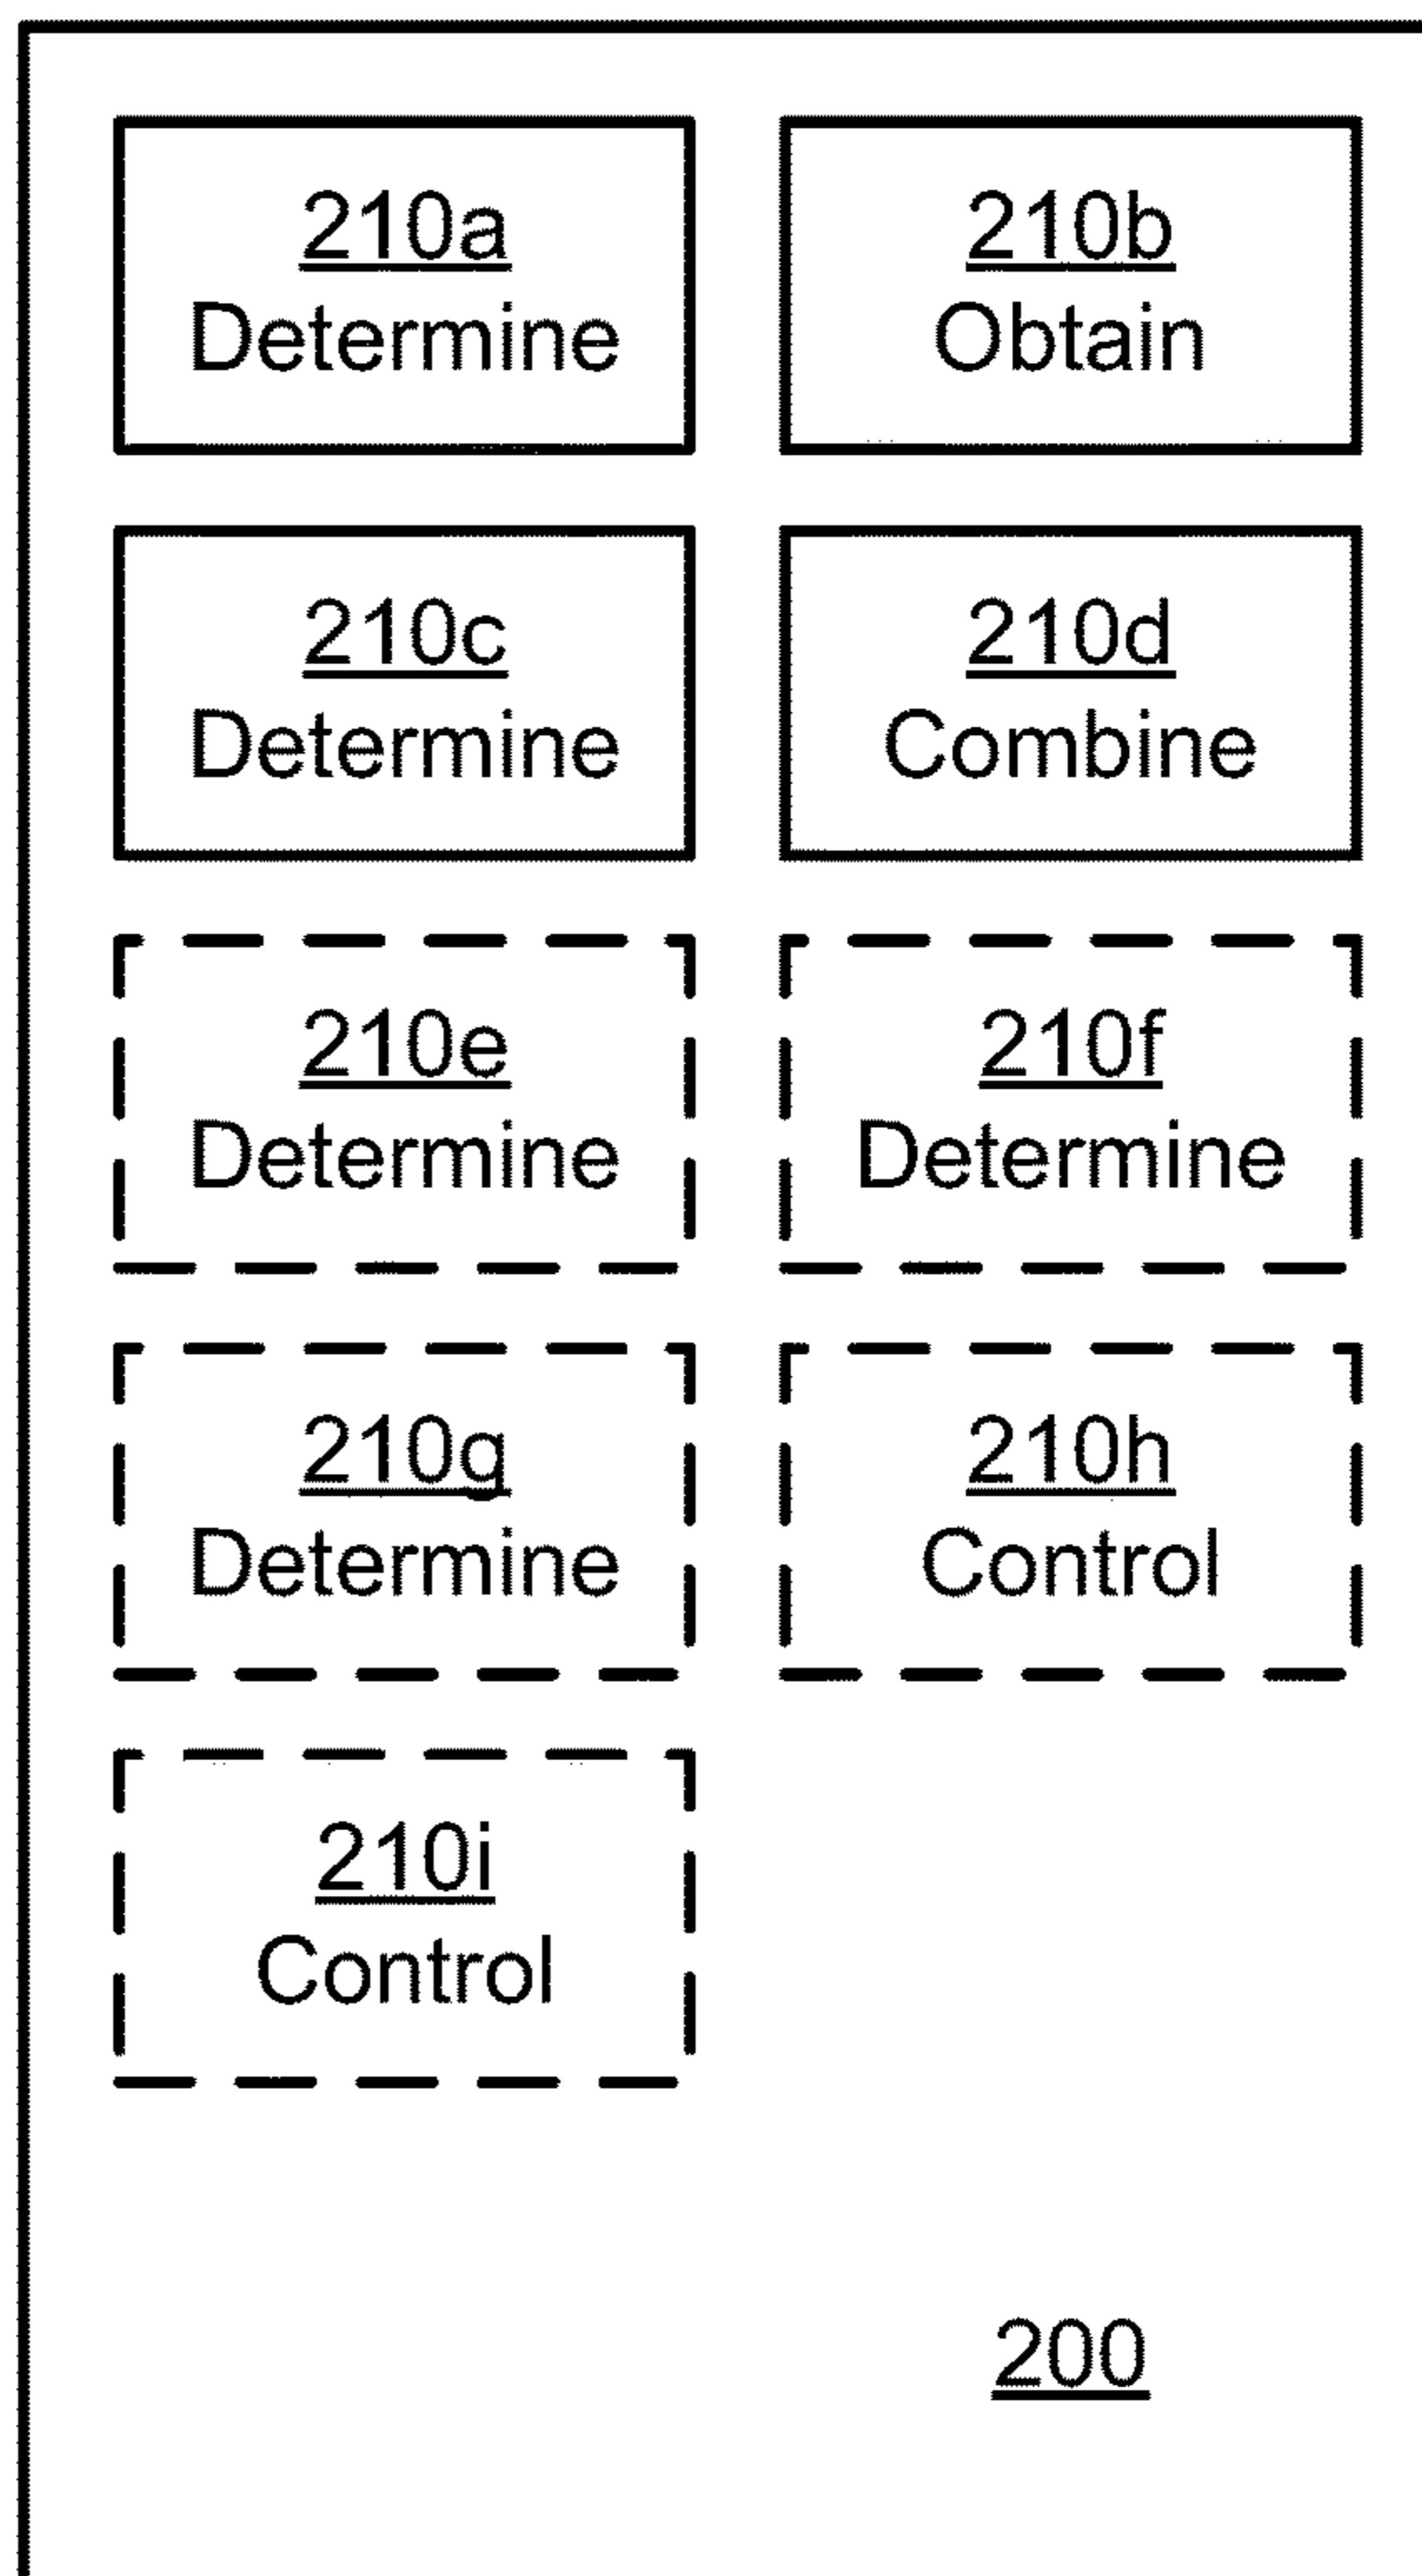 210a
Determine
210b
Obtain
210c
Determine
210d
Combine
210e
Determine
210f
Determine
210g
Determine
210h
Control
210i
Control
200